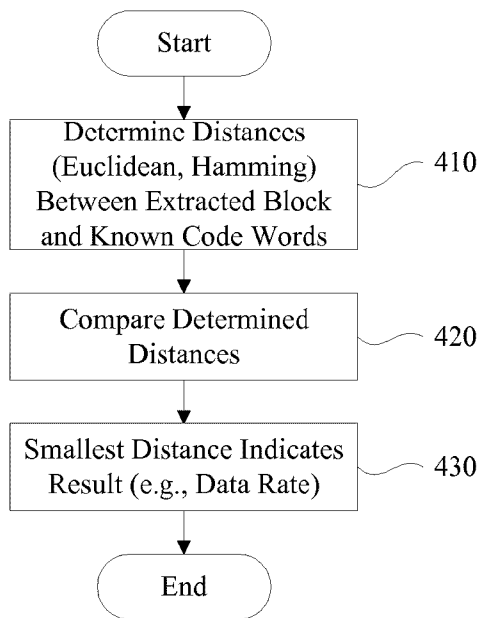 Start
Determine Distances
(Euclidean, Hamming)
Between Extracted Block
and Known Code Words
410
Compare Determined
Distances
420
Smallest Distance Indicates
Result (e.g., Data Rate)
430
End